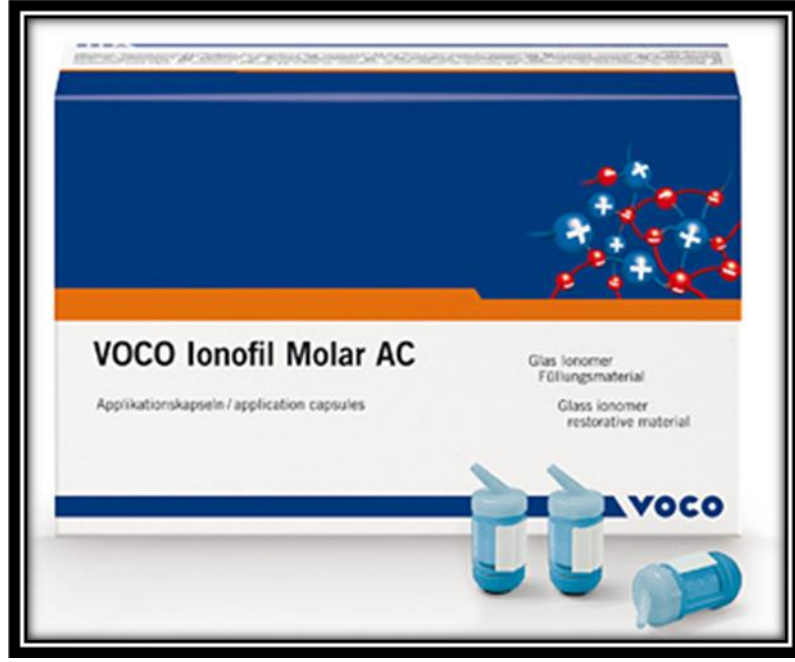 VOCO Ionofil Molar AC
Applikationskapseln / application capsules
Glas Ionomer
Füllungsmaterial
Glass ionomer
restorative material
VOCO